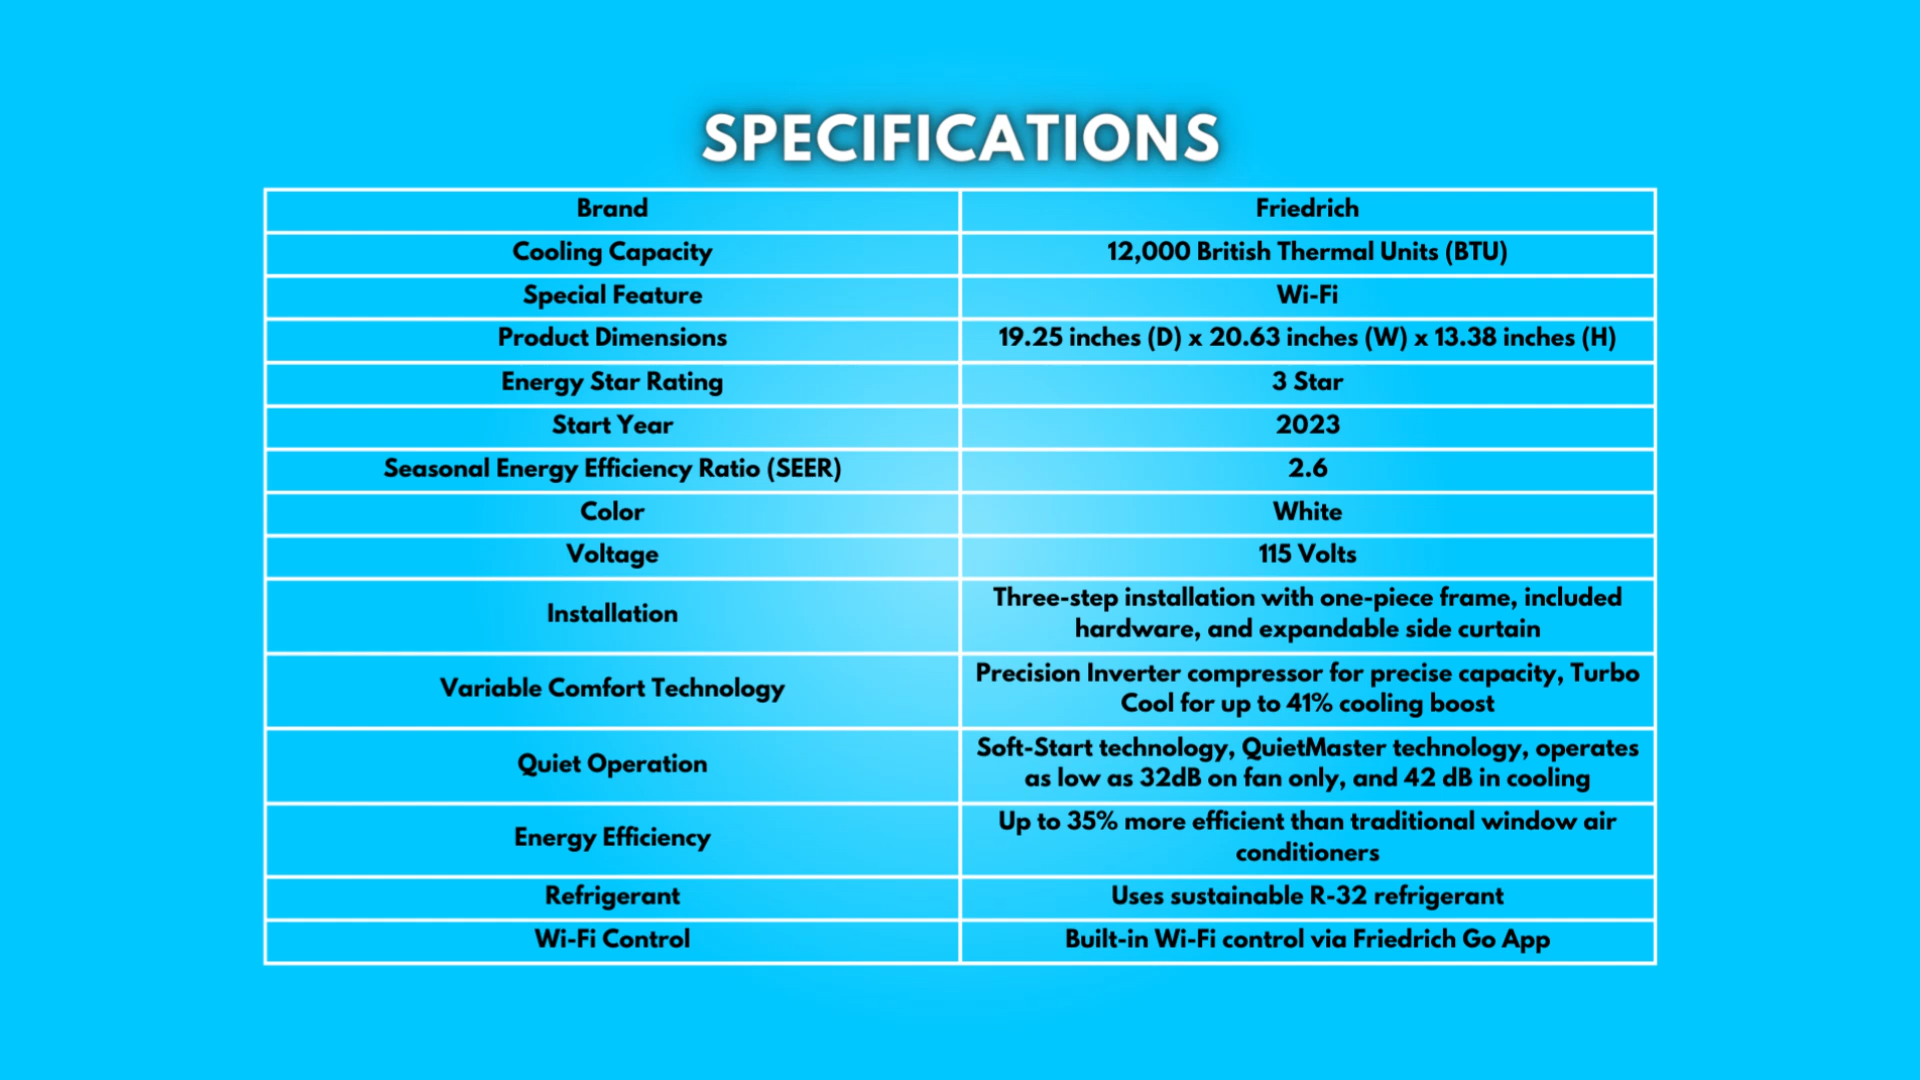 SPECIFICATIONS
Brand
Friedrich
Cooling Capacity
12,000 British Thermal Units (BTU)
Special Feature
Wi-Fi
Product Dimensions
19.25 inches (D) x 20.63 inches (W) x 13.38 inches (H)
Energy Star Rating
3 Star
Start Year
2023
Seasonal Energy Efficiency Ratio (SEER)
2.6
Color
White
Voltage
115 Volts
Installation
Three-step installation with one-piece frame, included
hardware, and expandable side curtain
Variable Comfort Technology
Precision Inverter compressor for precise capacity, Turbo
Cool for up to 41% cooling boost
Quiet Operation
Soft-Start technology, QuietMaster technology, operates
as low as 32dB on fan only, and 42 dB in cooling
Energy Efficiency
Up to 35% more efficient than traditional window air
conditioners
Refrigerant
Uses sustainable R-32 refrigerant
Wi-Fi Control
Built-in Wi-Fi control via Friedrich Go App